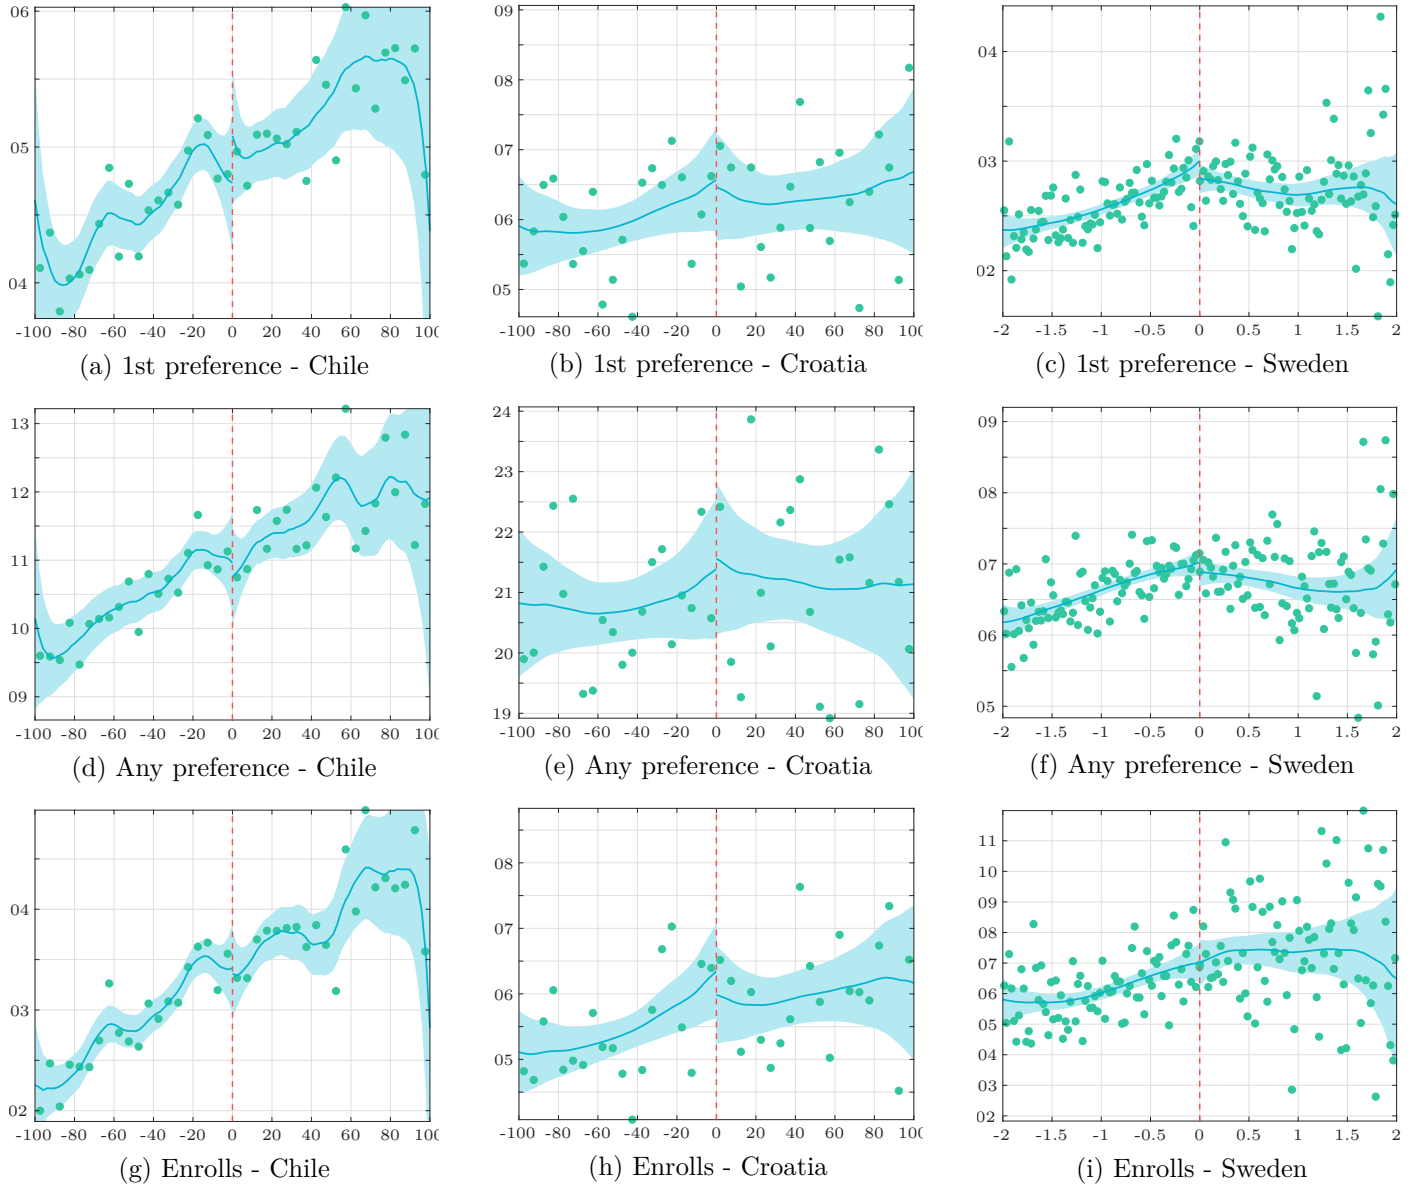 06
05
04
-100 -80 -60 -40 -20 0 20 40 60 80 100
(a) 1st preference - Chile
09
08
07
06
05
-100 -80 -60 -40 -20 0 20 40 60 80 100
(b) 1st preference - Croatia
04
03
02
-2 -1.5 -1 -0.5 0 0.5 1 1.5 2
(c) 1st preference - Sweden
13
12
11
10
09
-100 -80 -60 -40 -20 0 20 40 60 80 100
(d) Any preference - Chile
24
23
22
21
20
19
-100 -80 -60 -40 -20 0 20 40 60 80 100
(e) Any preference - Croatia
09
08
07
06
05
-2 -1.5 -1 -0.5 0 0.5 1 1.5 2
(f) Any preference - Sweden
04
03
02
-100 -80 -60 -40 -20 0 20 40 60 80 100
(g) Enrolls - Chile
08
07
06
05
-100 -80 -60 -40 -20 0 20 40 60 80 100
(h) Enrolls - Croatia
11
10
09
08
07
06
05
04
03
02
-2 -1.5 -1 -0.5 0 0.5 1 1.5 2
(i) Enrolls - Sweden